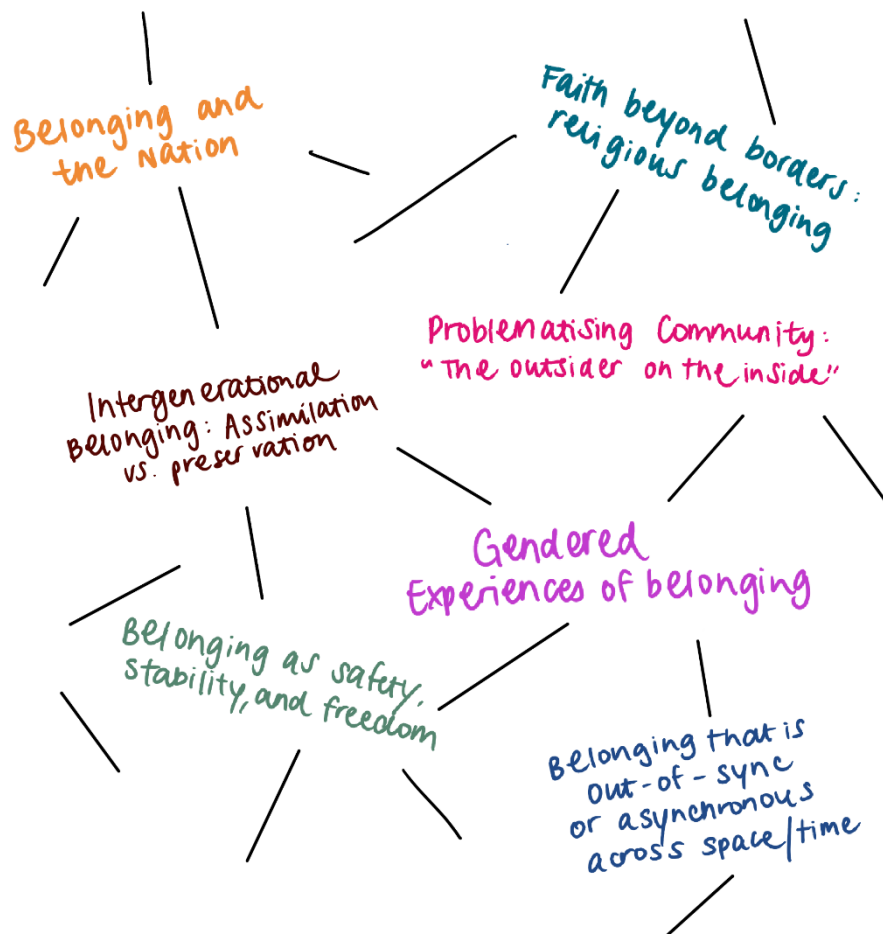 Belonging and
the Nation
Faith beyond borders:
religious belonging
Problematising Community:
"The outsider on the inside"
Intergenerational
Belonging: Assimilation
vs. preservation
Gendered
Experiences of belonging
Belonging as safety,
stability, and freedom
Belonging that is
out-of-sync
or asynchronous
across space/time